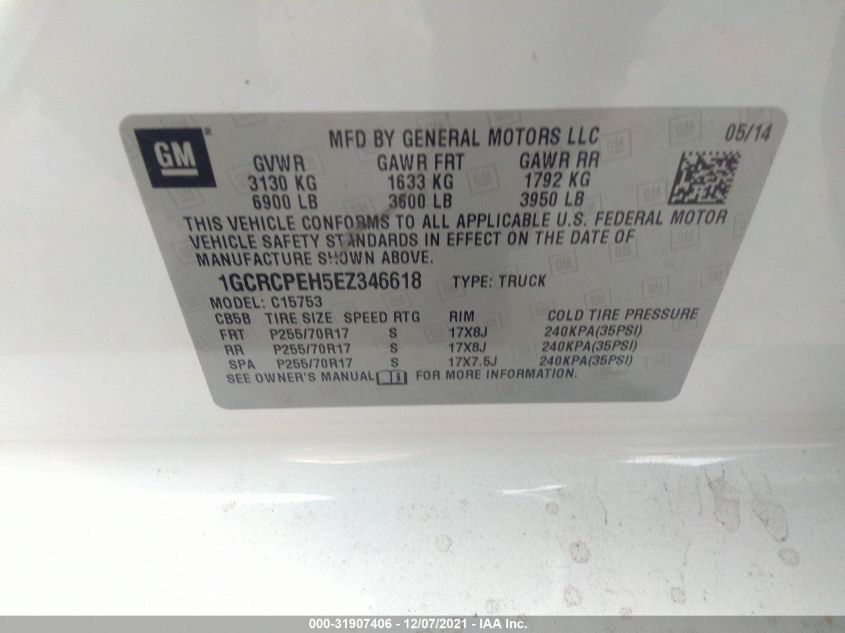 GM
MFD BY GENERAL MOTORS LLC 05/14
GVWR GAWR FRT GAWR RR
3130 KG 1633 KG 1792 KG
6900 LB 3600 LB 3950 LB
THIS VEHICLE CONFORMS TO ALL APPLICABLE U.S. FEDERAL MOTOR
VEHICLE SAFETY STANDARDS IN EFFECT ON THE DATE OF
MANUFACTURE SHOWN ABOVE.
1GCRCPEH5EZ346618 TYPE: TRUCK
MODEL: C15753
CB5B TIRE SIZE SPEED RTG RIM COLD TIRE PRESSURE
FRT P255/70R17 S 17X8J 240KPA(35PSI)
RR P255/70R17 S 17X8J 240KPA(35PSI)
SPA P255/70R17 S 17X7.5J 240KPA(35PSI)
SEE OWNER'S MANUAL FOR MORE INFORMATION.
000-31907406 - 12/07/2021 - IAA Inc.